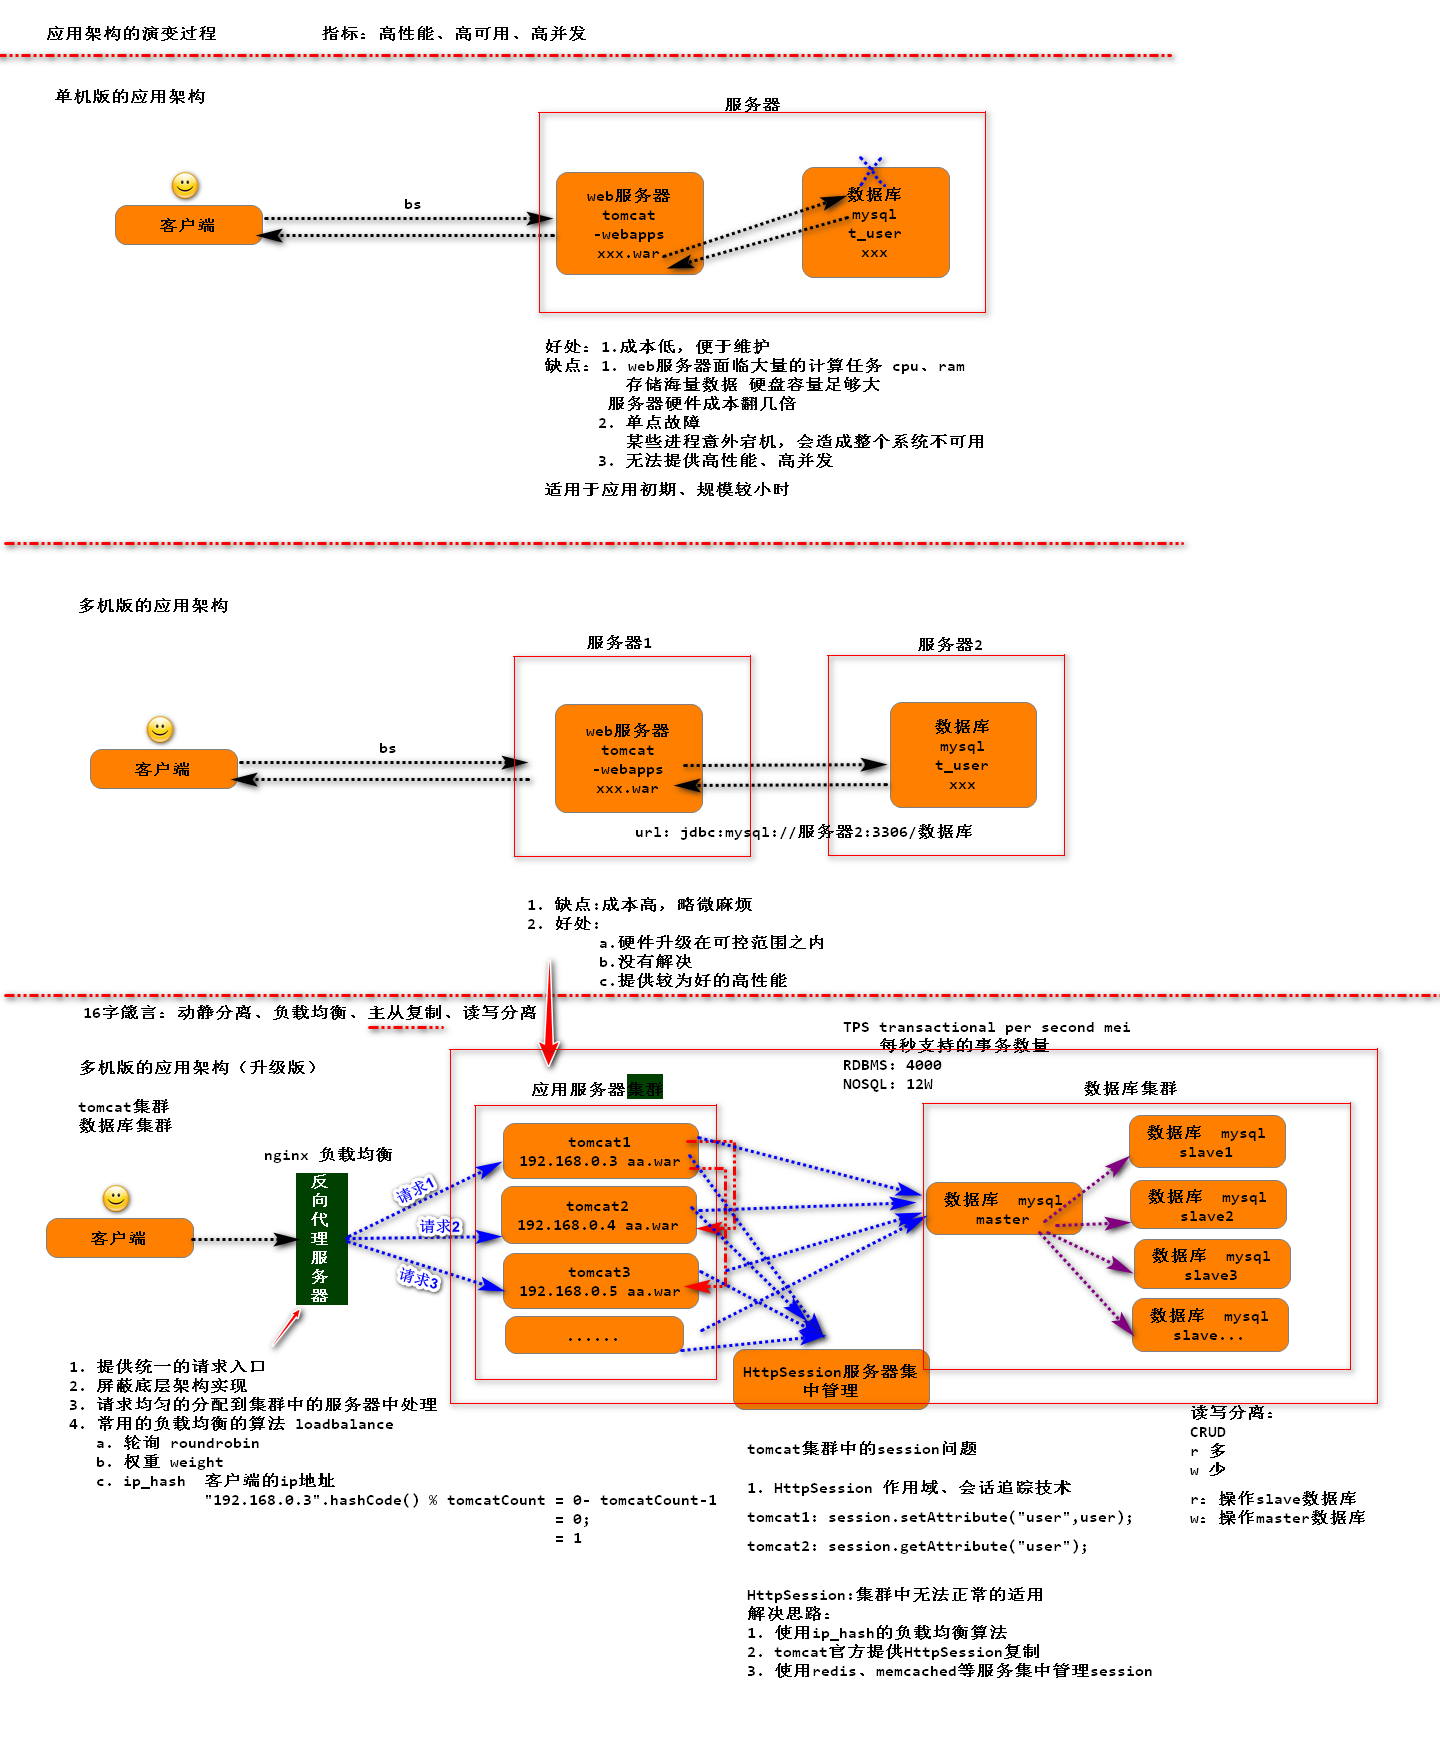 应用架构的演变过程 指标：高性能、高可用、高并发
单机版的应用架构
服务器
客户端
bs
web服务器
tomcat
-webapps
xxx.war
数据库
mysql
t_user
xxx
好处：1.成本低，便于维护
缺点：1. web服务器面临大量的计算任务 cpu、ram
存储海量数据 硬盘容量足够大
服务器硬件成本翻几倍
2. 单点故障
某些进程意外宕机，会造成整个系统不可用
3. 无法提供高性能、高并发
适用于应用初期、规模较小时
多机版的应用架构
服务器1
服务器2
客户端
bs
web服务器
tomcat
-webapps
xxx.war
数据库
mysql
t_user
xxx
url: jdbc:mysql://服务器2:3306/数据库
1. 缺点:成本高，略微麻烦
2. 好处：
a.硬件升级在可控范围之内
b.没有解决
c.提供较为好的高性能
16字箴言：动静分离、负载均衡、主从复制、读写分离
TPS transactional per second mei
每秒支持的事务数量
RDBMS: 4000
NOSQL: 12W
多机版的应用架构（升级版）
tomcat集群
数据库集群
应用服务器集群
数据库集群
nginx 负载均衡
客户端
反
向
代
理
服
务
器
请求1
请求2
请求3
tomcat1
192.168.0.3 aa.war
tomcat2
192.168.0.4 aa.war
tomcat3
192.168.0.5 aa.war
......
数据库 mysql
master
数据库 mysql
slave1
数据库 mysql
slave2
数据库 mysql
slave3
数据库 mysql
slave...
HttpSession服务器集
中管理
1. 提供统一的请求入口
2. 屏蔽底层架构实现
3. 请求均匀的分配到集群中的服务器中处理
4. 常用的负载均衡的算法 loadbalance
a. 轮询 roundrobin
b. 权重 weight
c. ip_hash 客户端的ip地址
"192.168.0.3".hashCode() % tomcatCount = 0- tomcatCount-1
= 0;
= 1
读写分离：
CRUD
r 多
w 少
r: 操作slave数据库
w: 操作master数据库
tomcat集群中的session问题
1. HttpSession 作用域、会话追踪技术
tomcat1: session.setAttribute("user",user);
tomcat2: session.getAttribute("user");
HttpSession:集群中无法正常的适用
解决思路：
1. 使用ip_hash的负载均衡算法
2. tomcat官方提供HttpSession复制
3. 使用redis、memcached等服务集中管理session